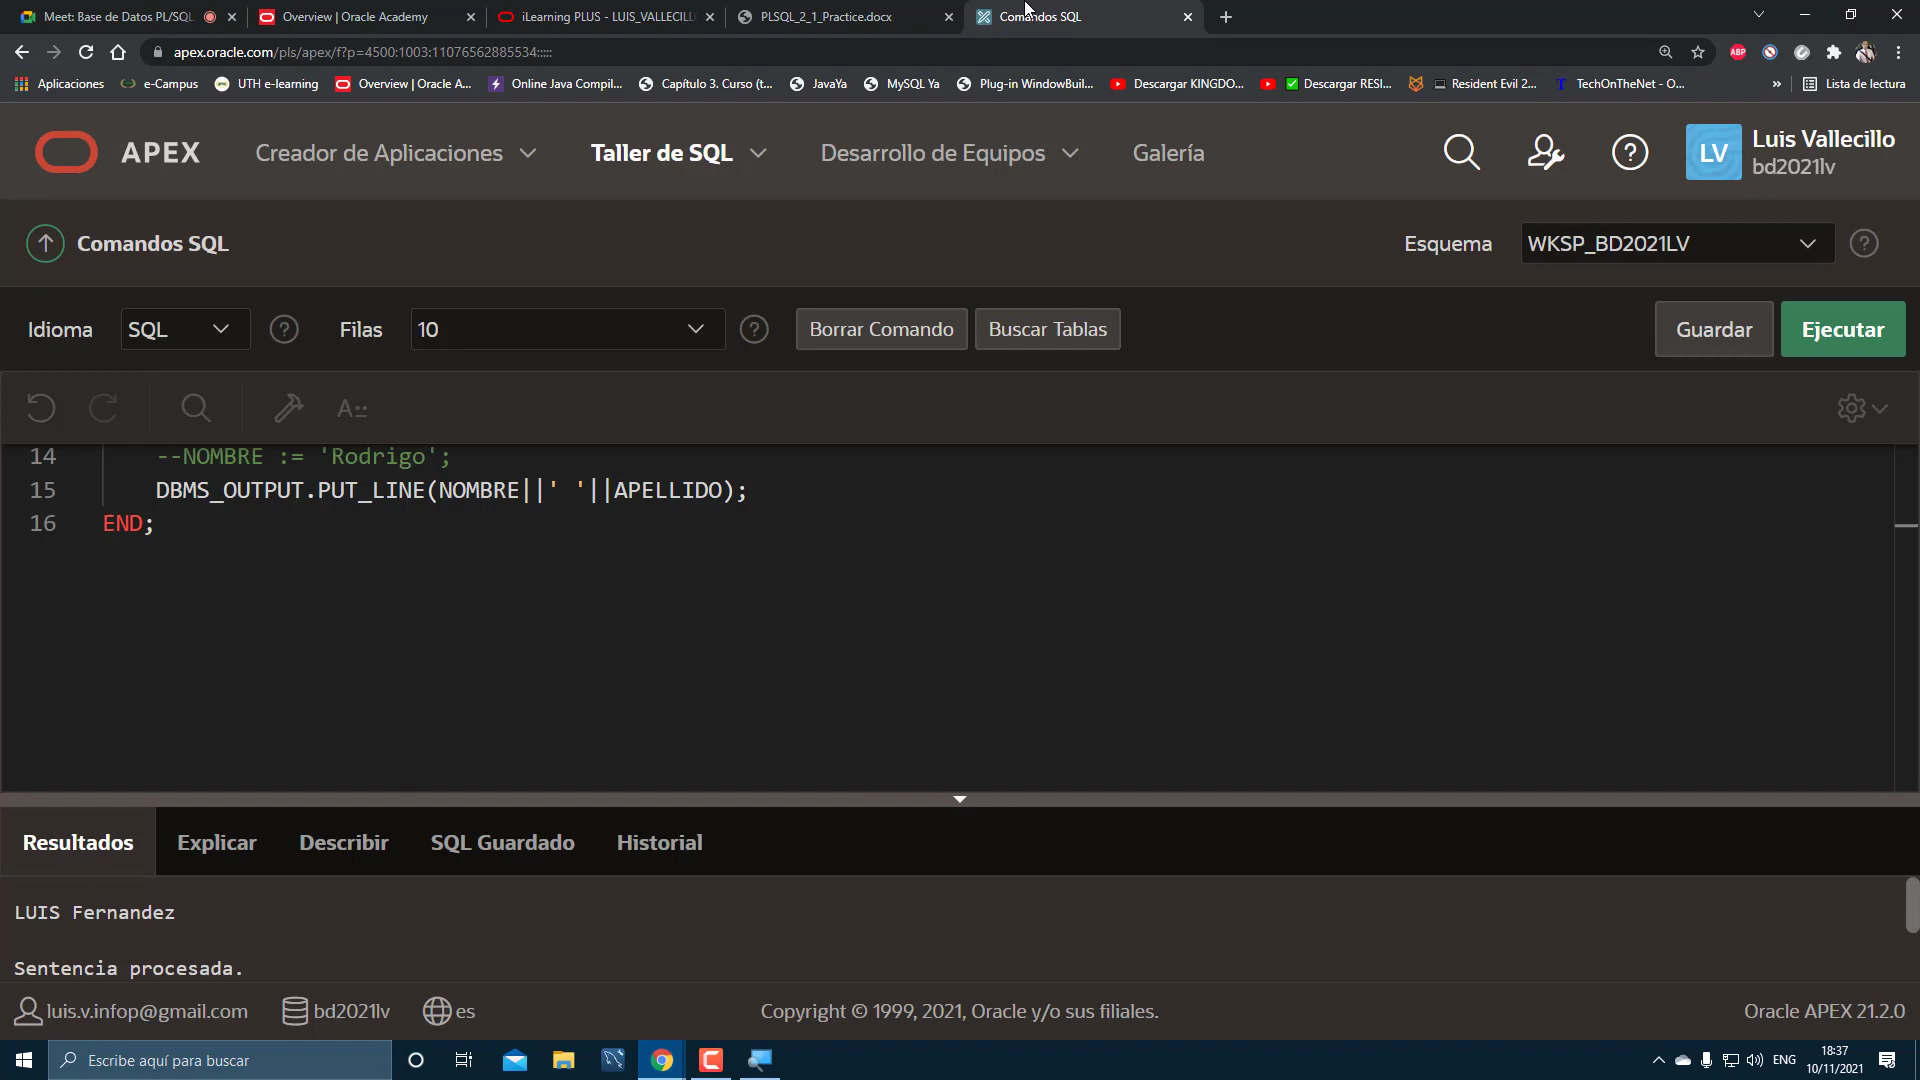 Meet: Base de Datos PL/SQL
Overview | Oracle Academy
iLearning PLUS - LUIS_VALLECILL
PLSQL_2_1_Practice.docx
Comandos SQL
apex.oracle.com/pls/apex/f?p=4500:1003:11076562885534:::::
ABP
Aplicaciones
e-Campus
UTH e-learning
Overview | Oracle A...
Online Java Compil...
Capítulo 3. Curso (t...
JavaYa
MySQL Ya
Plug-in WindowBuil...
Descargar KINGDO...
Descargar RESI...
Resident Evil 2...
TechOnTheNet - O...
»
Lista de lectura
APEX
Creador de Aplicaciones
Taller de SQL
Desarrollo de Equipos
Galería
LV
Luis Vallecillo
bd2021lv
Comandos SQL
Esquema
WKSP_BD2021LV
Idioma
SQL
Filas
10
Borrar Comando
Buscar Tablas
Guardar
Ejecutar
14 --NOMBRE := 'Rodrigo';
15 DBMS_OUTPUT.PUT_LINE(NOMBRE||' '||APELLIDO);
16 END;
Resultados
Explicar
Describir
SQL Guardado
Historial
LUIS Fernandez
Sentencia procesada.
luis.v.infop@gmail.com
bd2021lv
es
Copyright © 1999, 2021, Oracle y/o sus filiales.
Oracle APEX 21.2.0
Escribe aquí para buscar
ENG
18:37
10/11/2021